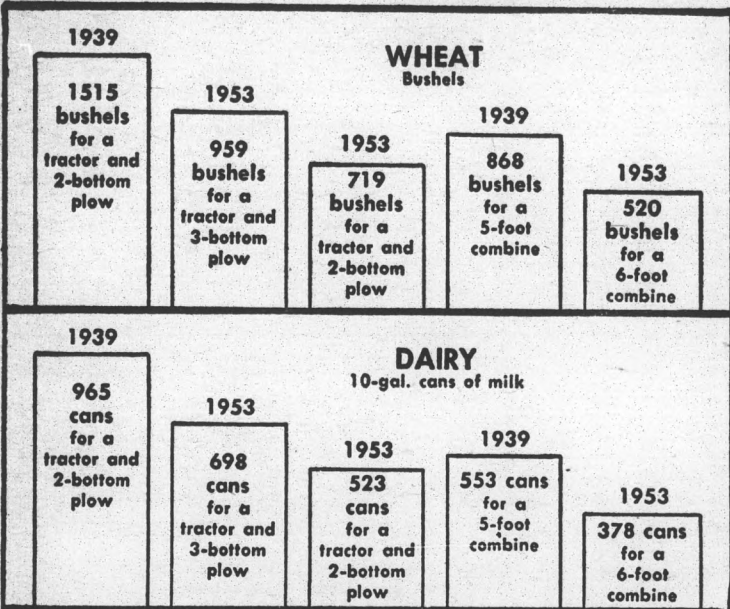 WHEAT
Bushels
1939
1515
bushels
for a
tractor and
2-bottom
plow
1953
959
bushels
for a
tractor and
3-bottom
plow
1953
719
bushels
for a
tractor and
2-bottom
plow
1939
868
bushels
for a
5-foot
combine
1953
520
bushels
for a
6-foot
combine
DAIRY
10-gal. cans of milk
1939
965
cans
for a
tractor and
2-bottom
plow
1953
698
cans
for a
tractor and
3-bottom
plow
1953
523
cans
for a
tractor and
2-bottom
plow
1939
553 cans
for a
5-foot
combine
1953
378 cans
for a
6-foot
combine